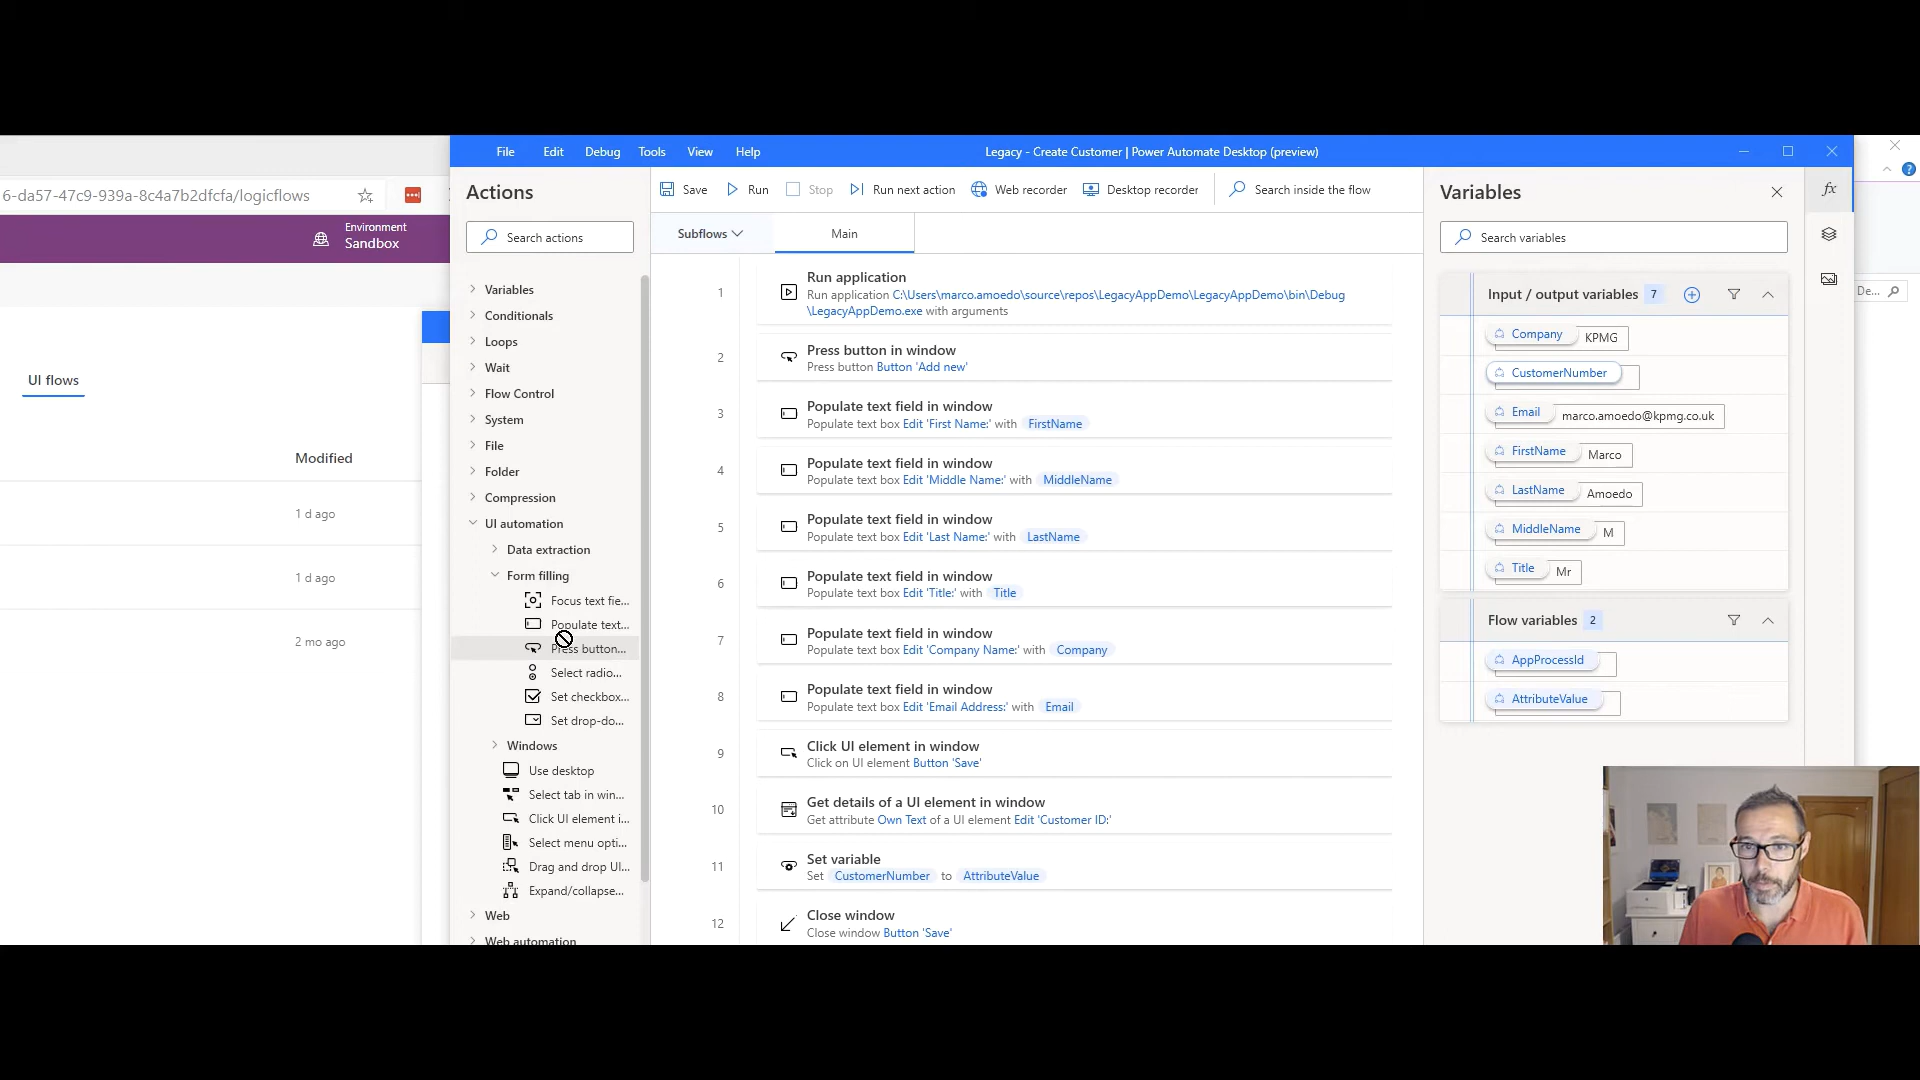 6-da57-47c9-939a-8c4a7b2dfcfa/logicflows
Environment
Sandbox
UI flows
Modified
1 d ago
1 d ago
2 mo ago
File Edit Debug Tools View Help
Legacy - Create Customer | Power Automate Desktop (preview)
Actions
Search actions
Variables
Conditionals
Loops
Wait
Flow Control
System
File
Folder
Compression
UI automation
Data extraction
Form filling
Focus text fie...
Populate text...
Press button...
Select radio...
Set checkbox...
Set drop-do...
Windows
Use desktop
Select tab in win...
Click UI element i...
Select menu opti...
Drag and drop UI...
Expand/collapse...
Web
Web automation
Save Run Stop Run next action Web recorder Desktop recorder Search inside the flow
Subflows Main
1 Run application
Run application C:\Users\marco.amoedo\source\repos\LegacyAppDemo\LegacyAppDemo\bin\Debug
\LegacyAppDemo.exe with arguments
2 Press button in window
Press button Button 'Add new'
3 Populate text field in window
Populate text box Edit 'First Name:' with FirstName
4 Populate text field in window
Populate text box Edit 'Middle Name:' with MiddleName
5 Populate text field in window
Populate text box Edit 'Last Name:' with LastName
6 Populate text field in window
Populate text box Edit 'Title:' with Title
7 Populate text field in window
Populate text box Edit 'Company Name:' with Company
8 Populate text field in window
Populate text box Edit 'Email Address:' with Email
9 Click UI element in window
Click on UI element Button 'Save'
10 Get details of a UI element in window
Get attribute Own Text of a UI element Edit 'Customer ID:'
11 Set variable
Set CustomerNumber to AttributeValue
12 Close window
Close window Button 'Save'
Variables
Search variables
Input / output variables 7
Company KPMG
CustomerNumber
Email marco.amoedo@kpmg.co.uk
FirstName Marco
LastName Amoedo
MiddleName M
Title Mr
Flow variables 2
AppProcessId
AttributeValue
fx
De...